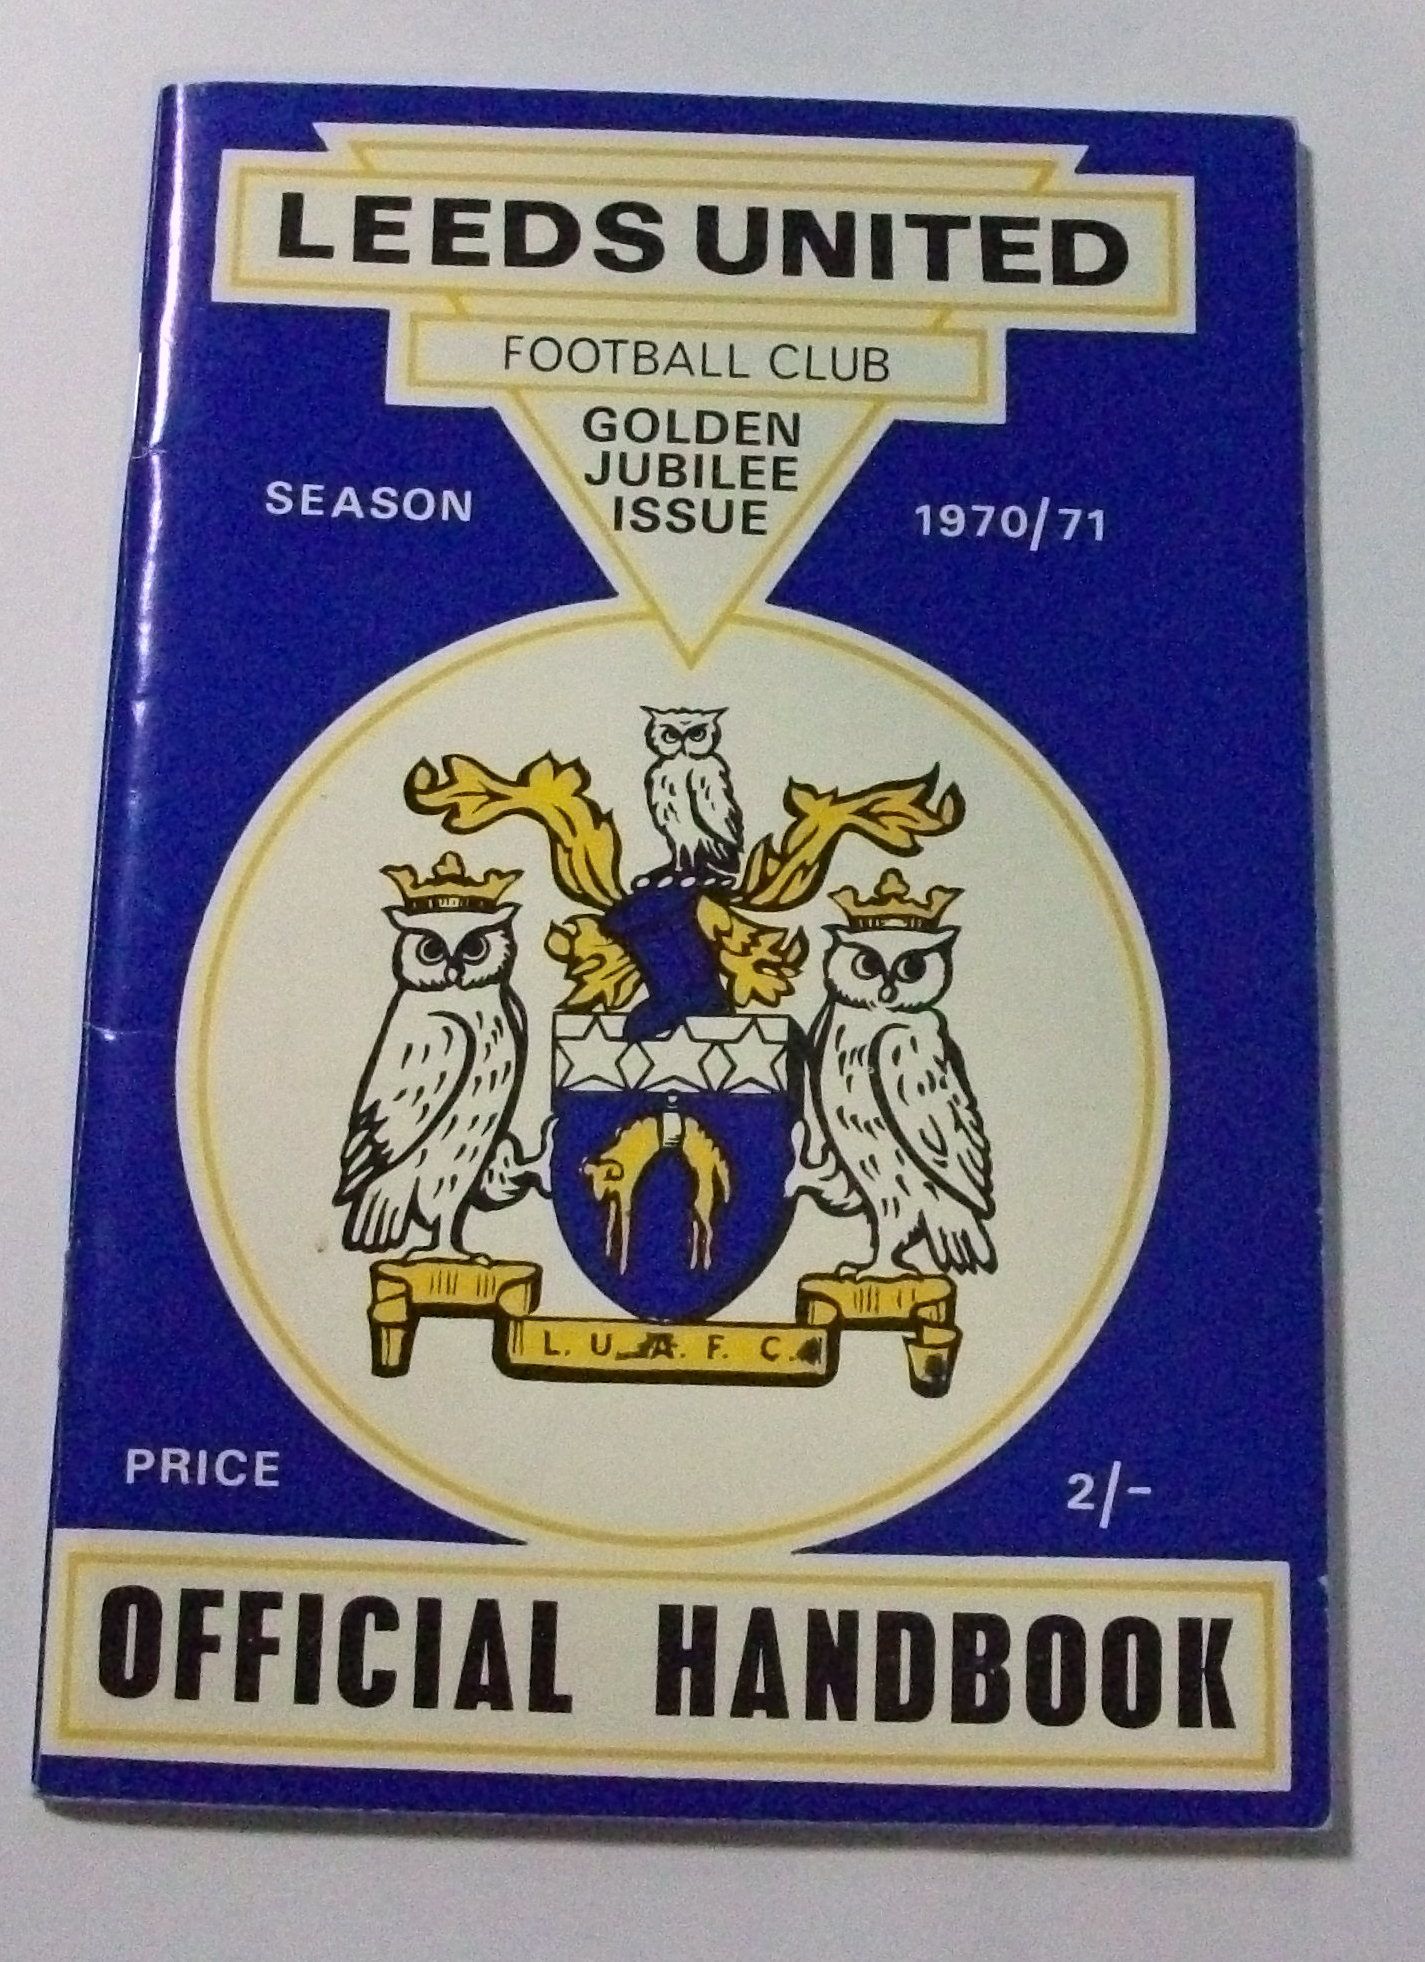 LEEDS UNITED
FOOTBALL CLUB
GOLDEN
JUBILEE
ISSUE
SEASON 1970/71
L. U. A. F. C.
PRICE 2/-
OFFICIAL HANDBOOK